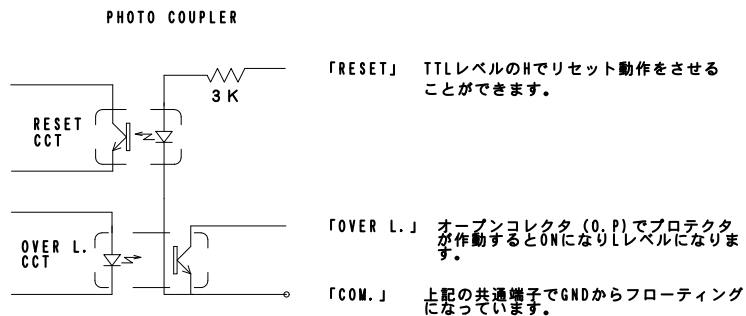 PHOTO COUPLER
「RESET」 TTLレベルのHでリセット動作をさせる
ことができます。
3K
RESET
CCT
「OVER L.」 オープンコレクタ(O.P)でプロテクタ
が作動するとONになりLレベルになりま
す。
OVER L.
CCT
「COM.」 上記の共通端子でGNDからフローティング
になっています。